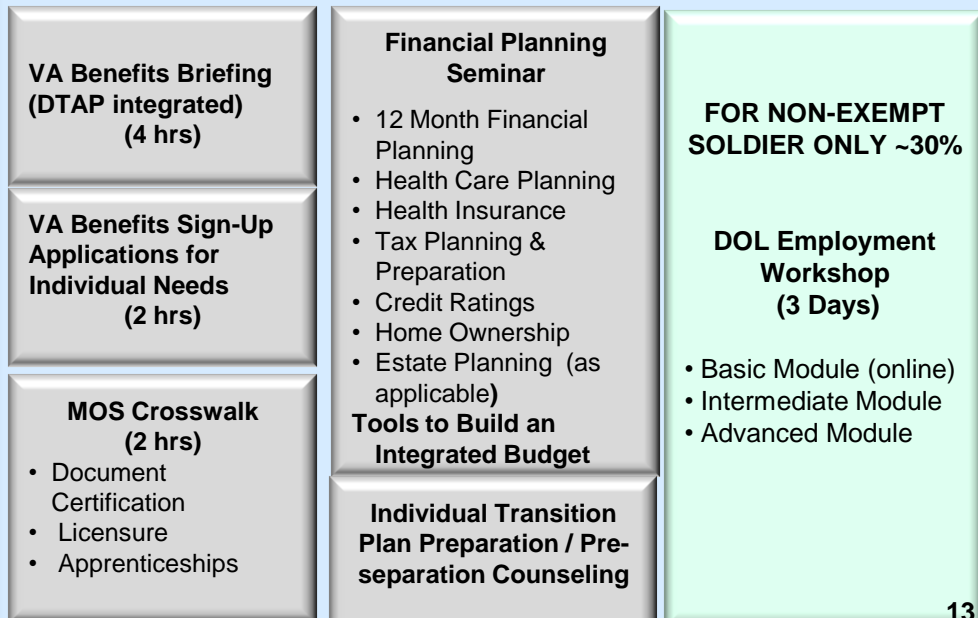 VA Benefits Briefing
(DTAP integrated)
(4 hrs)
VA Benefits Sign-Up
Applications for
Individual Needs
(2 hrs)
MOS Crosswalk
(2 hrs)
• Document
Certification
• Licensure
• Apprenticeships
Financial Planning
Seminar
• 12 Month Financial
Planning
• Health Care Planning
• Health Insurance
• Tax Planning &
Preparation
• Credit Ratings
• Home Ownership
• Estate Planning (as
applicable)
Tools to Build an
Integrated Budget
Individual Transition
Plan Preparation / Pre-
separation Counseling
FOR NON-EXEMPT
SOLDIER ONLY ~30%
DOL Employment
Workshop
(3 Days)
• Basic Module (online)
• Intermediate Module
• Advanced Module
13